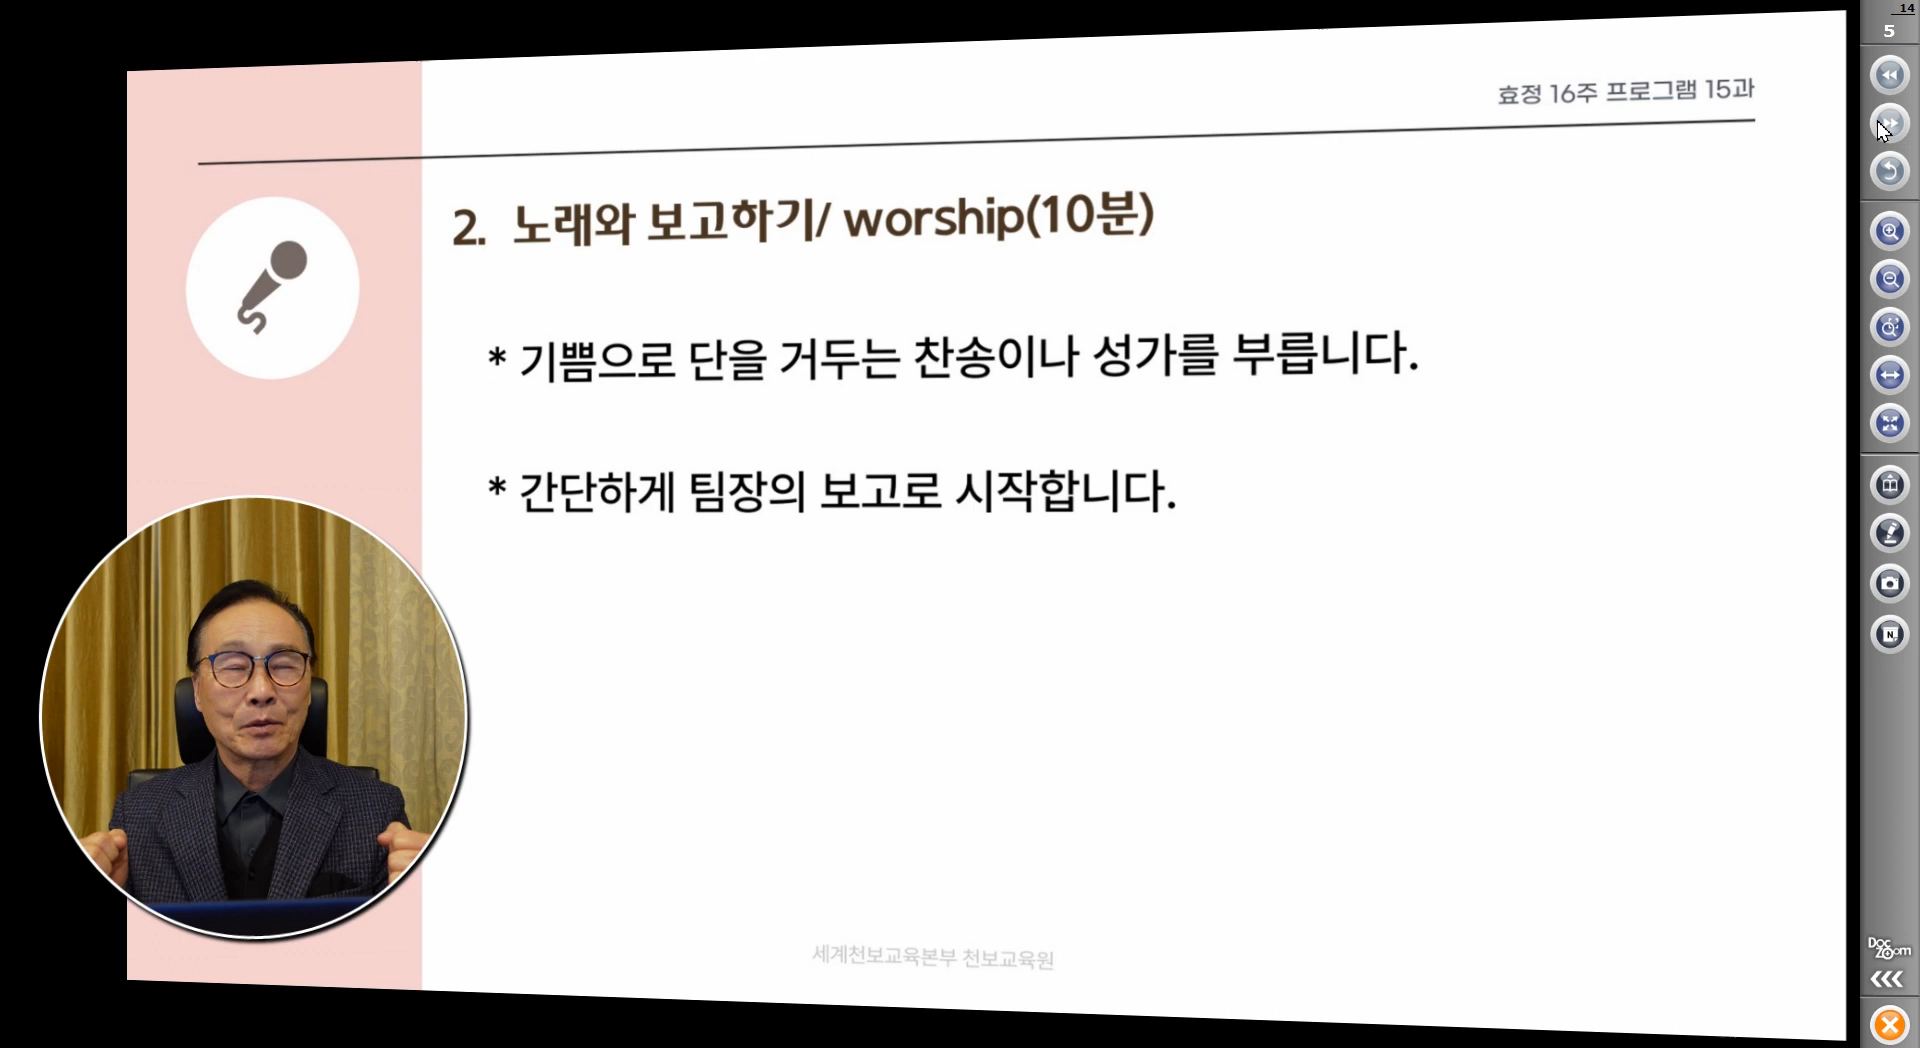 14
5
효정 16주 프로그램 15과
2. 노래와 보고하기/ worship(10분)
* 기쁨으로 단을 거두는 찬송이나 성가를 부릅니다.
* 간단하게 팀장의 보고로 시작합니다.
세계천보교육본부 천보교육원
N
Doc
Zoom